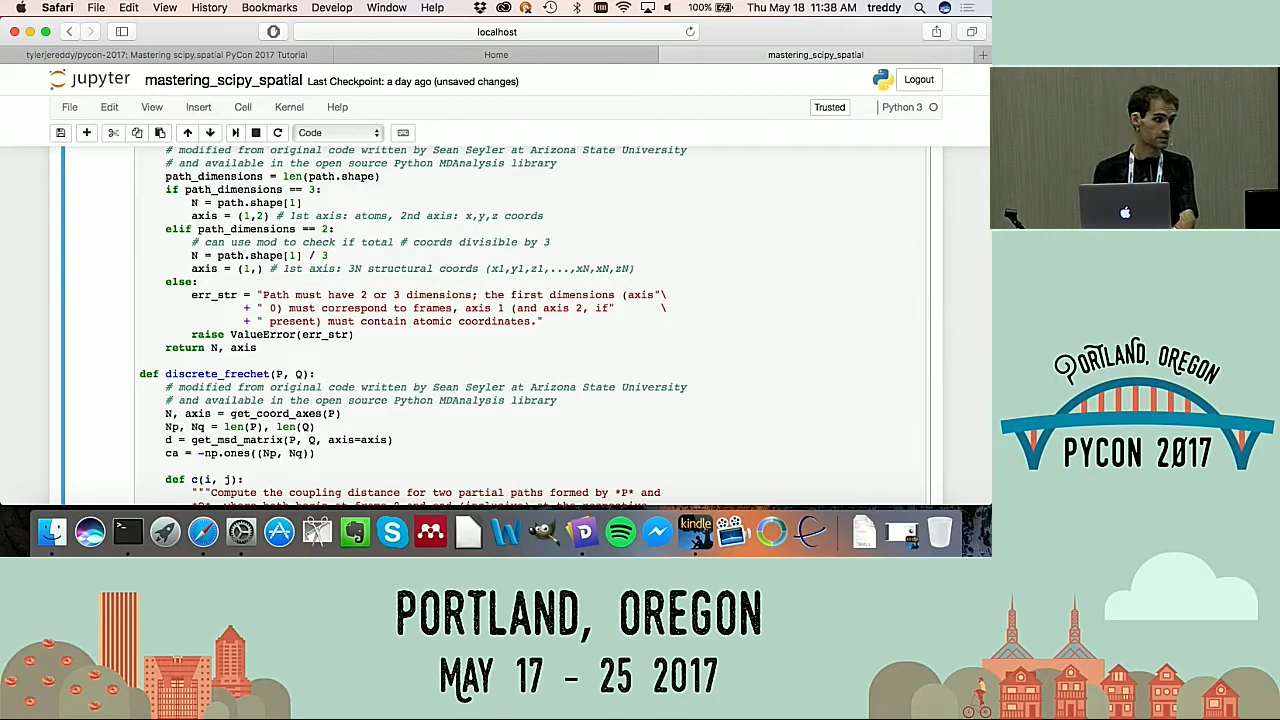 Safari File Edit View History Bookmarks Develop Window Help 100% Thu May 18 11:38 AM treddy
localhost
tylerjereddy/pycon-2017: Mastering scipy.spatial PyCon 2017 Tutorial Home mastering_scipy_spatial
jupyter mastering_scipy_spatial Last Checkpoint: a day ago (unsaved changes) Logout
File Edit View Insert Cell Kernel Help Trusted Python 3
Code
# modified from original code written by Sean Seyler at Arizona State University
# and available in the open source Python MDAnalysis library
path_dimensions = len(path.shape)
if path_dimensions == 3:
N = path.shape[1]
axis = (1,2) # 1st axis: atoms, 2nd axis: x,y,z coords
elif path_dimensions == 2:
# can use mod to check if total # coords divisible by 3
N = path.shape[1] / 3
axis = (1,) # 1st axis: 3N structural coords (x1,y1,z1,...,xN,xN,zN)
else:
err_str = "Path must have 2 or 3 dimensions; the first dimensions (axis"\
+ " 0) must correspond to frames, axis 1 (and axis 2, if" \
+ " present) must contain atomic coordinates."
raise ValueError(err_str)
return N, axis
def discrete_frechet(P, Q):
# modified from original code written by Sean Seyler at Arizona State University
# and available in the open source Python MDAnalysis library
N, axis = get_coord_axes(P)
Np, Nq = len(P), len(Q)
d = get_msd_matrix(P, Q, axis=axis)
ca = -np.ones((Np, Nq))
def c(i, j):
"""Compute the coupling distance for two partial paths formed by *P* and
kindle
PORTLAND, OREGON
PYCON 2017
PORTLAND, OREGON
MAY 17 - 25 2017